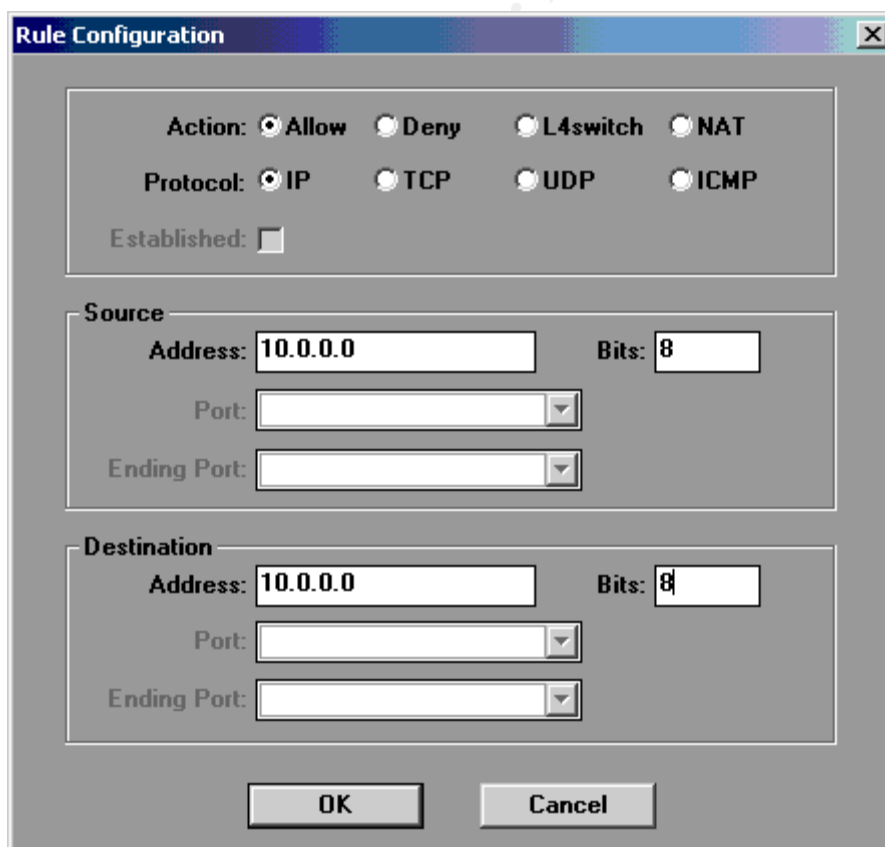 Rule Configuration
Action: Allow Deny L4switch NAT
Protocol: IP TCP UDP ICMP
Established:
Source
Address: 10.0.0.0 Bits: 8
Port:
Ending Port:
Destination
Address: 10.0.0.0 Bits: 8
Port:
Ending Port:
OK Cancel